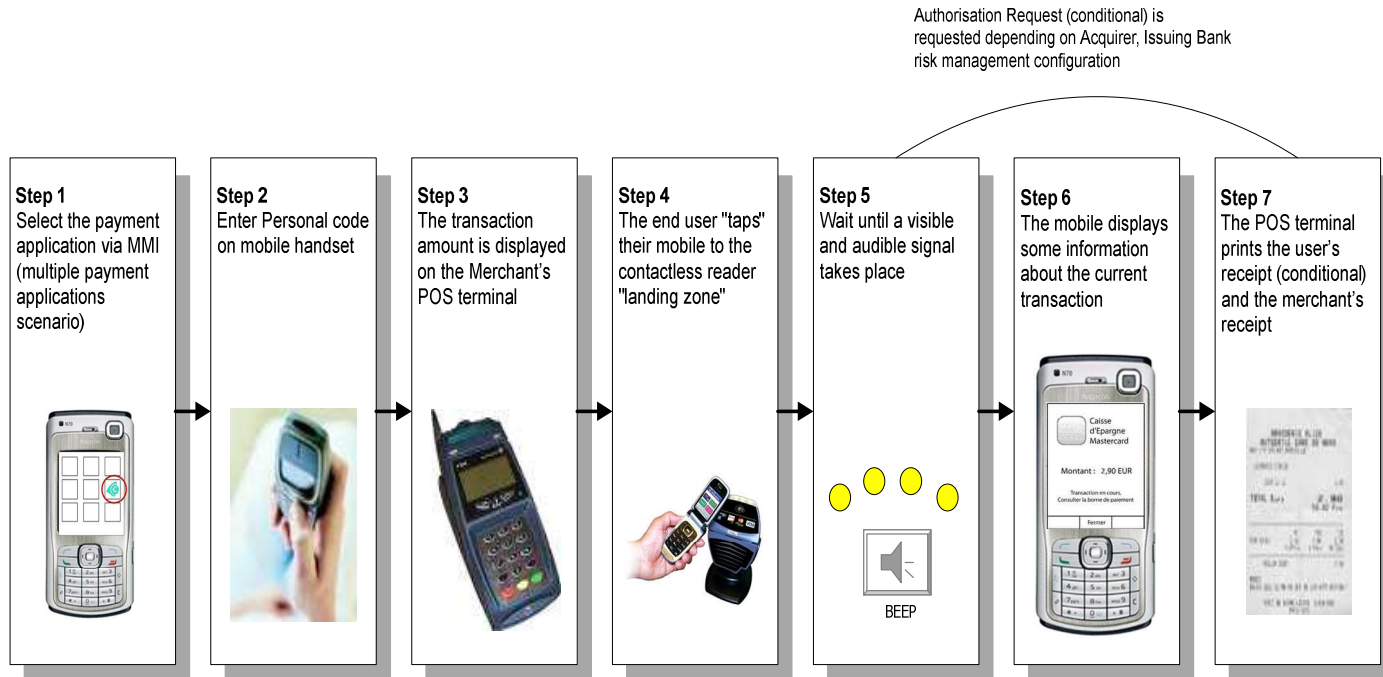 Authorisation Request (conditional) is
requested depending on Acquirer, Issuing Bank
risk management configuration
Step 1
Select the payment
application via MMI
(multiple payment
applications
scenario)
Step 2
Enter Personal code
on mobile handset
Step 3
The transaction
amount is displayed
on the Merchant's
POS terminal
Step 4
The end user "taps"
their mobile to the
contactless reader
"landing zone"
Step 5
Wait until a visible
and audible signal
takes place
BEEP
Step 6
The mobile displays
some information
about the current
transaction
N70
NOKIA
Caisse
d'Epargne
Mastercard
Montant : 2,90 EUR
Transaction en cours,
Consulter la borne de paiement
Fermer
Step 7
The POS terminal
prints the user's
receipt (conditional)
and the merchant's
receipt